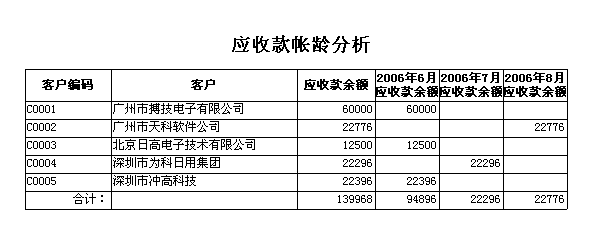 应收款帐龄分析
客户编码 客户 应收款余额 2006年6月应收款余额 2006年7月应收款余额 2006年8月应收款余额
C0001 广州市搏技电子有限公司 60000 60000
C0002 广州市天科软件公司 22776 22776
C0003 北京日高电子技术有限公司 12500 12500
C0004 深圳市为科日用集团 22296 22296
C0005 深圳市冲高科技 22396 22396
合计： 139968 94896 22296 22776